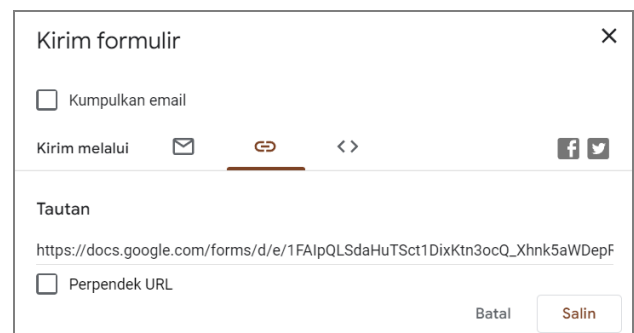 Kirim formulir
Kumpulkan email
Kirim melalui
Tautan
https://docs.google.com/forms/d/e/1FAIpQLSdaHuTSct1DixKtn3ocQ_Xhnk5aWDepF
Perpendek URL
Batal Salin